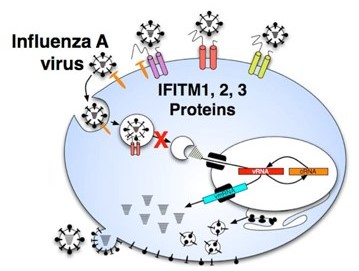 Influenza A
virus
IFITM1, 2, 3
Proteins
vRNA
cRNA